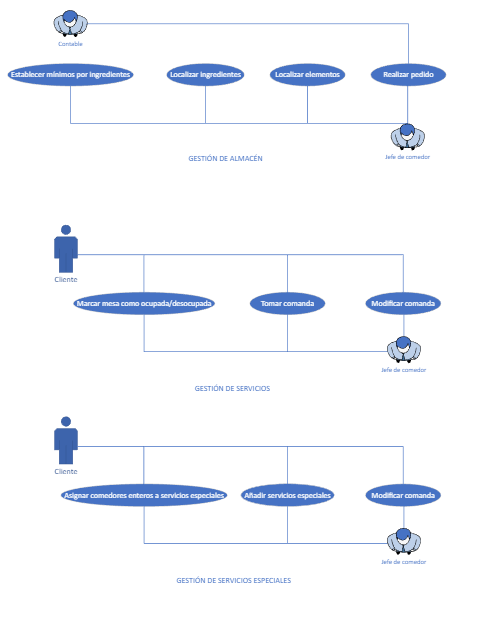 Contable
Establecer mínimos por ingredientes
Localizar ingredientes
Localizar elementos
Realizar pedido
Jefe de comedor
GESTIÓN DE ALMACÉN
Cliente
Marcar mesa como ocupada/desocupada
Tomar comanda
Modificar comanda
Jefe de comedor
GESTIÓN DE SERVICIOS
Cliente
Asignar comedores enteros a servicios especiales
Añadir servicios especiales
Modificar comanda
Jefe de comedor
GESTIÓN DE SERVICIOS ESPECIALES